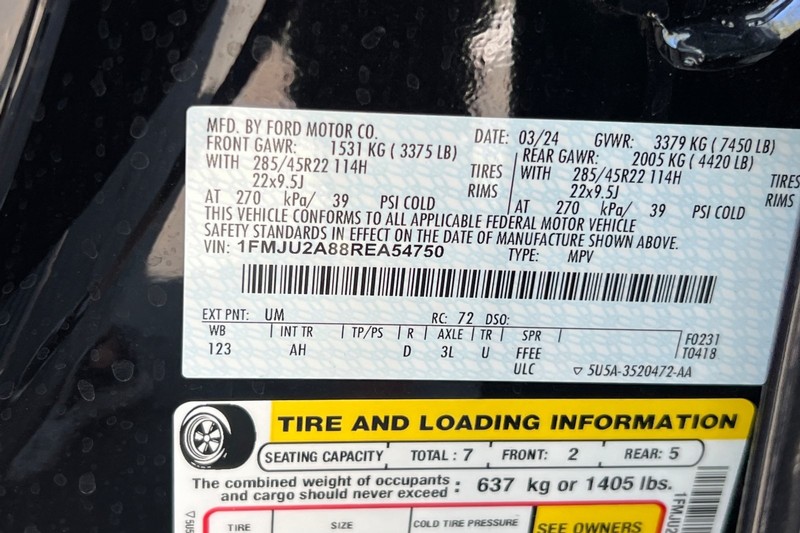 MFD. BY FORD MOTOR CO. DATE: 03/24 GVWR: 3379 KG ( 7450 LB)
FRONT GAWR: 1531 KG ( 3375 LB) REAR GAWR: 2005 KG ( 4420 LB)
WITH 285/45R22 114H TIRES WITH 285/45R22 114H TIRES
22x9.5J RIMS 22x9.5J RIMS
AT 270 kPa/ 39 PSI COLD AT 270 kPa/ 39 PSI COLD
THIS VEHICLE CONFORMS TO ALL APPLICABLE FEDERAL MOTOR VEHICLE
SAFETY STANDARDS IN EFFECT ON THE DATE OF MANUFACTURE SHOWN ABOVE.
VIN: 1FMJU2A88REA54750 TYPE: MPV
EXT PNT: UM RC: 72 DSO:
WB INT TR TP/PS R AXLE TR SPR F0231
123 AH D 3L U FFEE T0418
ULC ▽ 5U5A-3520472-AA
TIRE AND LOADING INFORMATION
SEATING CAPACITY TOTAL : 7 FRONT: 2 REAR: 5
The combined weight of occupants
and cargo should never exceed : 637 kg or 1405 lbs.
TIRE SIZE COLD TIRE PRESSURE SEE OWNERS
▽5U5
1FMJU2